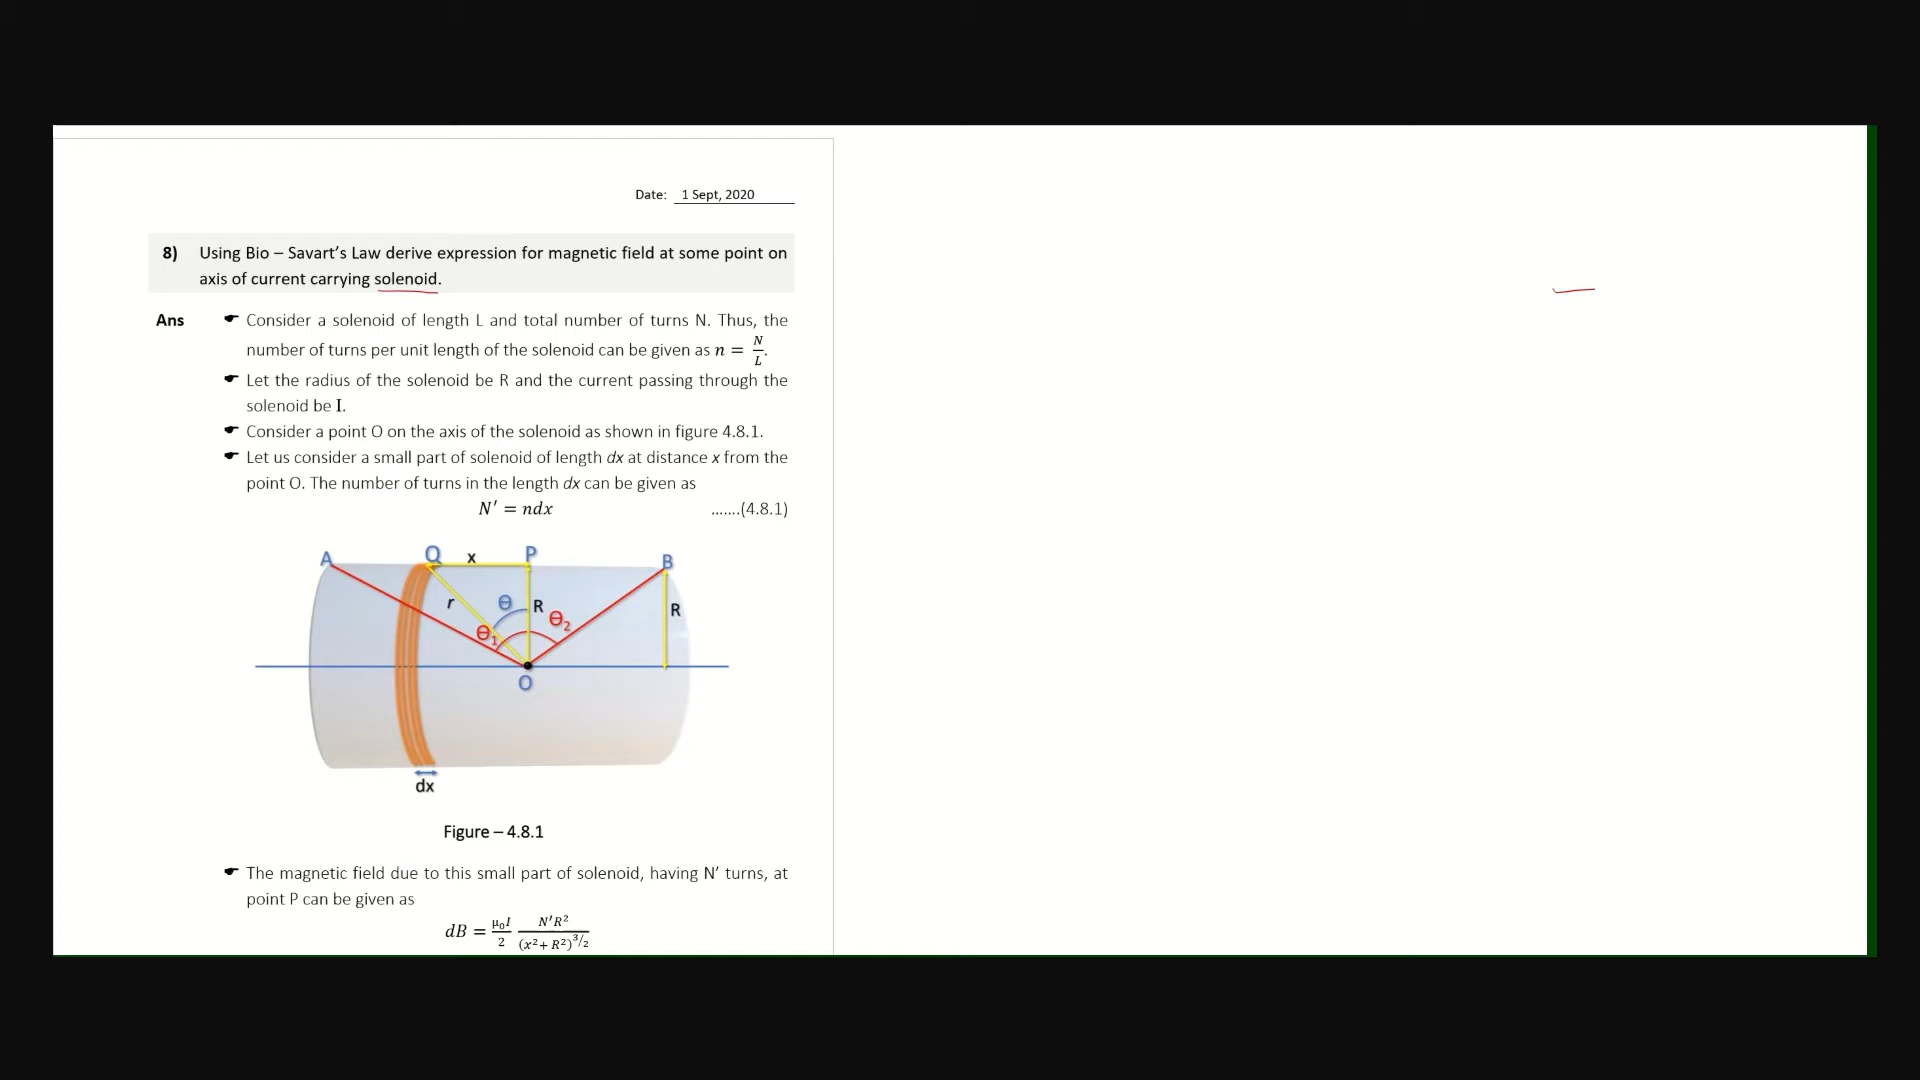 Date: 1 Sept, 2020
8) Using Bio – Savart’s Law derive expression for magnetic field at some point on
axis of current carrying solenoid.
Ans Consider a solenoid of length L and total number of turns N. Thus, the
number of turns per unit length of the solenoid can be given as n = N/L.
Let the radius of the solenoid be R and the current passing through the
solenoid be I.
Consider a point O on the axis of the solenoid as shown in figure 4.8.1.
Let us consider a small part of solenoid of length dx at distance x from the
point O. The number of turns in the length dx can be given as
N′ = ndx .......(4.8.1)
A Q x P B
r Ө R Ө₂ R
Ө₁
O
dx
Figure – 4.8.1
The magnetic field due to this small part of solenoid, having N’ turns, at
point P can be given as
dB = μ₀I/2 N′R²/(x²+ R²)^3/2